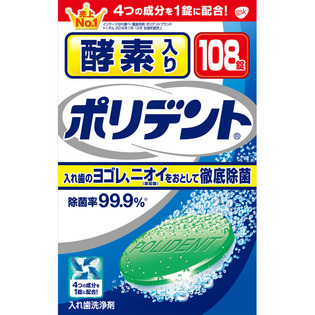 売上
No.1
4つの成分を1錠に配合!
gsk
酵素入り
108錠
ポリデント®
入れ歯のヨゴレ、ニオイをおとして徹底除菌
除菌率99.9%
POLIDENT
4つの成分を
1錠に配合!
入れ歯洗浄剤